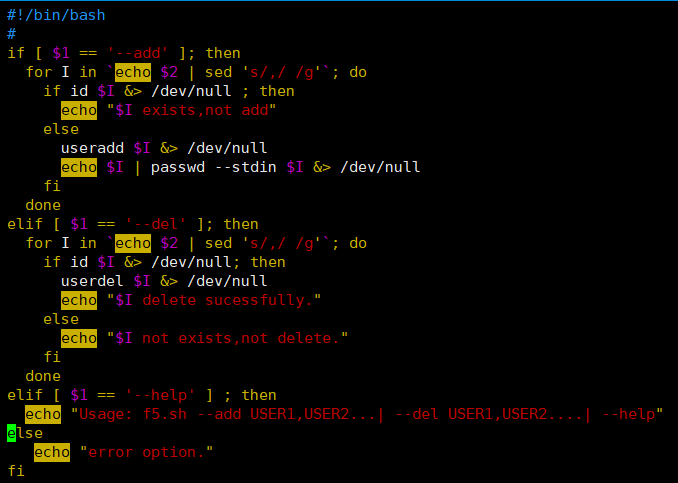 #!/bin/bash
#
if [ $1 == '--add' ]; then
  for I in `echo $2 | sed 's/,/ /g'`; do
    if id $I &> /dev/null ; then
      echo "$I exists,not add"
    else
      useradd $I &> /dev/null
      echo $I | passwd --stdin $I &> /dev/null
    fi
  done
elif [ $1 == '--del' ]; then
  for I in `echo $2 | sed 's/,/ /g'`; do
    if id $I &> /dev/null; then
      userdel $I &> /dev/null
      echo "$I delete sucessfully."
    else
      echo "$I not exists,not delete."
    fi
  done
elif [ $1 == '--help' ] ; then
  echo "Usage: f5.sh --add USER1,USER2...| --del USER1,USER2....| --help"
else
   echo "error option."
fi